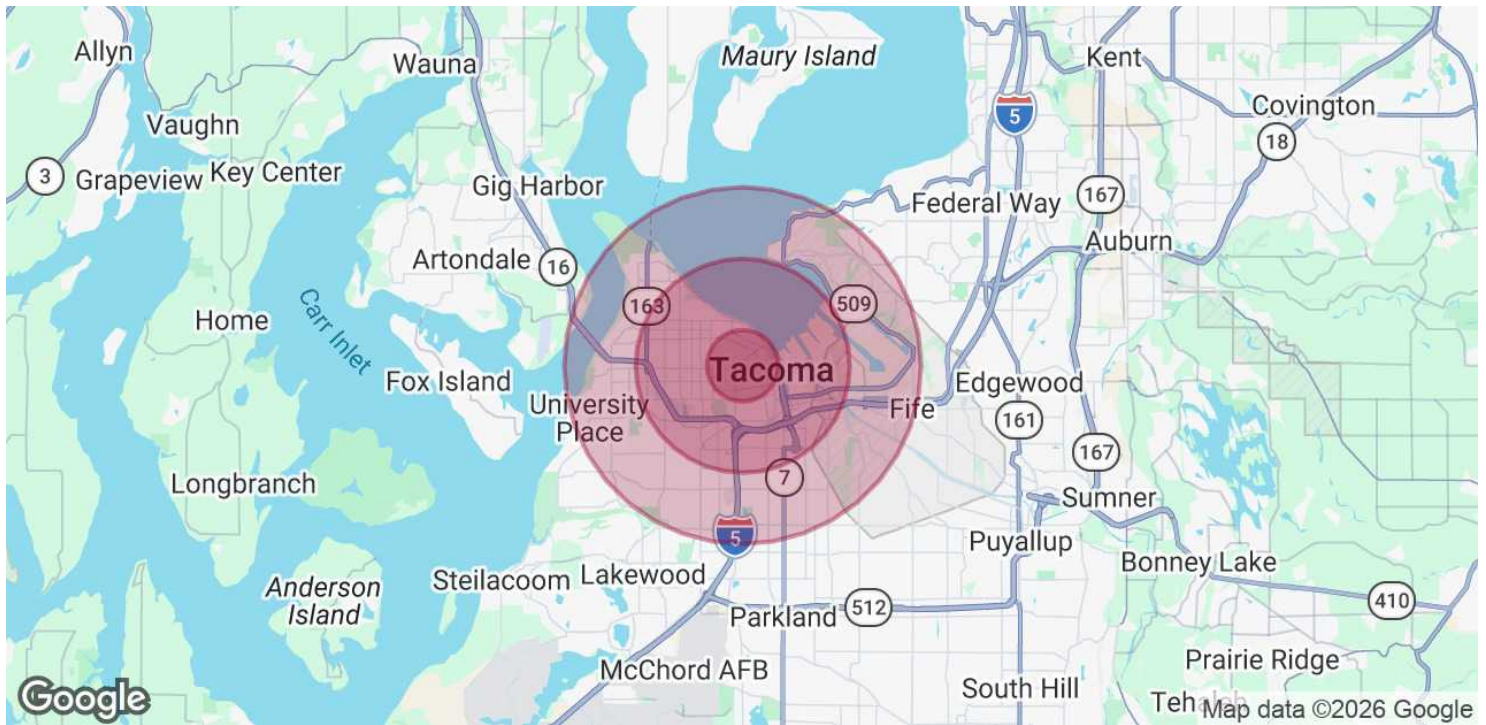 Allyn
Wauna
Maury Island
Kent
Vaughn
5
Covington
18
3
Grapeview
Key Center
Gig Harbor
Federal Way
167
Auburn
Artondale
16
163
509
Home
Carr Inlet
Tacoma
Fox Island
Edgewood
University
Place
Fife
161
167
Longbranch
7
Sumner
5
Puyallup
Steilacoom
Lakewood
Bonney Lake
Anderson
Island
Parkland
512
410
McChord AFB
Prairie Ridge
South Hill
Google
Map data ©2026 Google